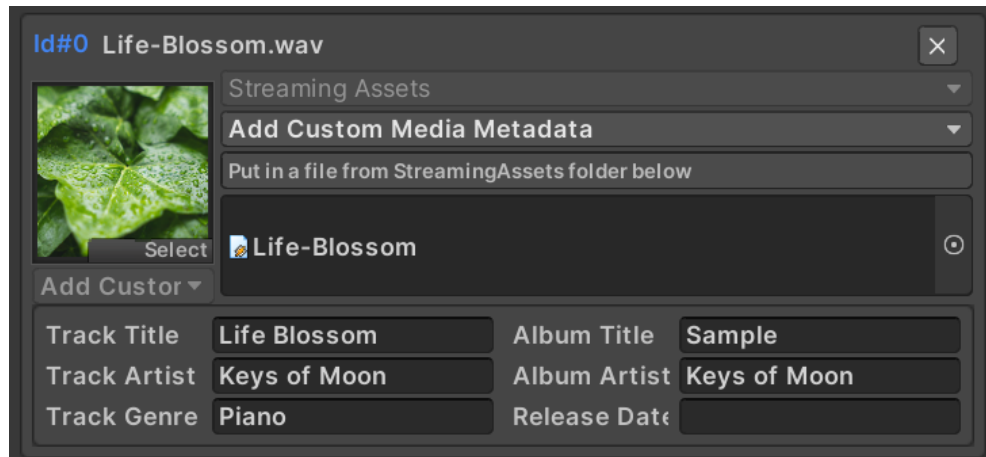 Id#0 Life-Blossom.wav
Streaming Assets
Add Custom Media Metadata
Put in a file from StreamingAssets folder below
Select
Life-Blossom
Add Custor
Track Title Life Blossom Album Title Sample
Track Artist Keys of Moon Album Artist Keys of Moon
Track Genre Piano Release Date